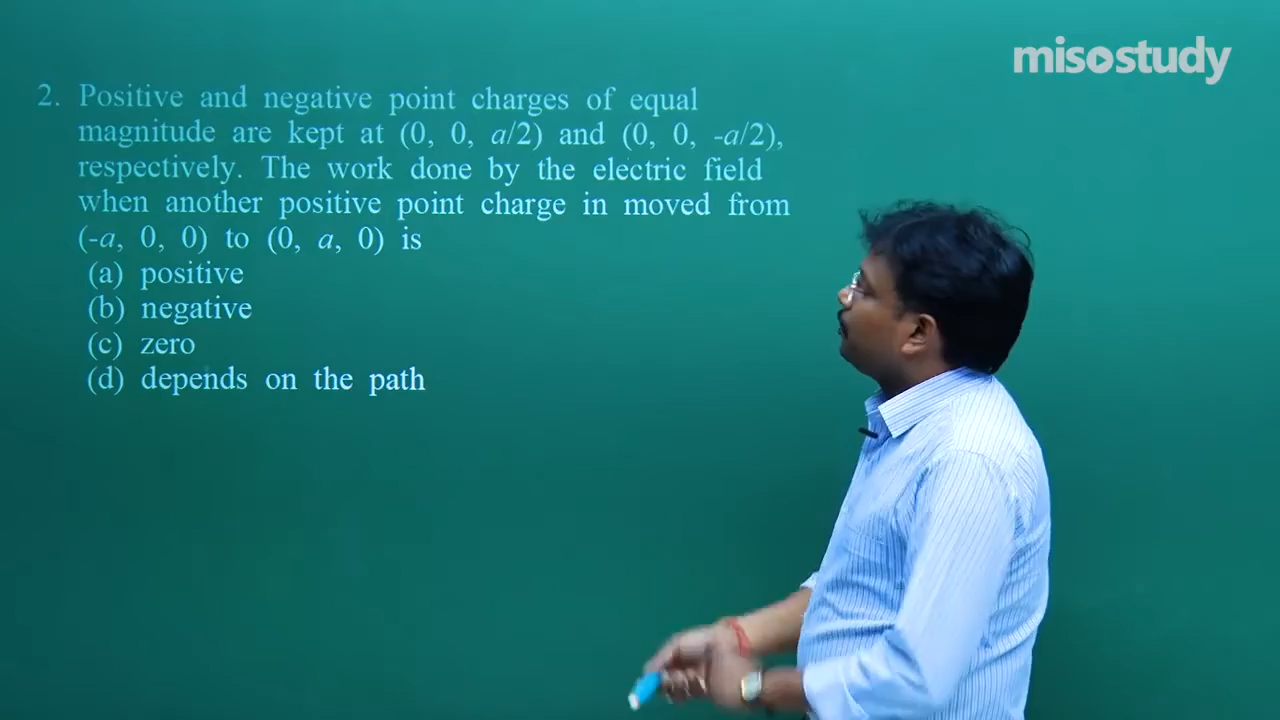 misostudy
2. Positive and negative point charges of equal
magnitude are kept at (0, 0, a/2) and (0, 0, -a/2),
respectively. The work done by the electric field
when another positive point charge in moved from
(-a, 0, 0) to (0, a, 0) is
(a) positive
(b) negative
(c) zero
(d) depends on the path